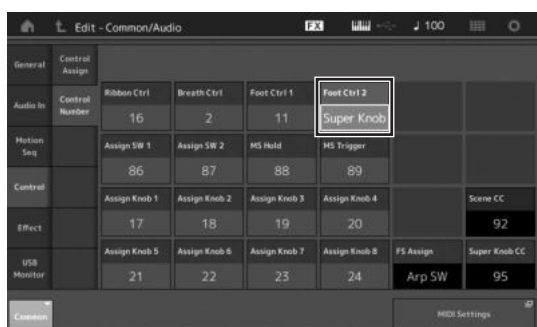 Edit - Common/Audio FX 100
General
Control Assign
Audio In
Control Number
Ribbon Ctrl Breath Ctrl Foot Ctrl 1 Foot Ctrl 2
16 2 11 Super Knob
Motion Seq
Assign SW 1 Assign SW 2 MS Hold MS Trigger
86 87 88 89
Control
Assign Knob 1 Assign Knob 2 Assign Knob 3 Assign Knob 4 Scene CC
Effect
17 18 19 20 92
Assign Knob 5 Assign Knob 6 Assign Knob 7 Assign Knob 8 FS Assign Super Knob CC
USB Monitor
21 22 23 24 Arp SW 95
Common MIDI Settings